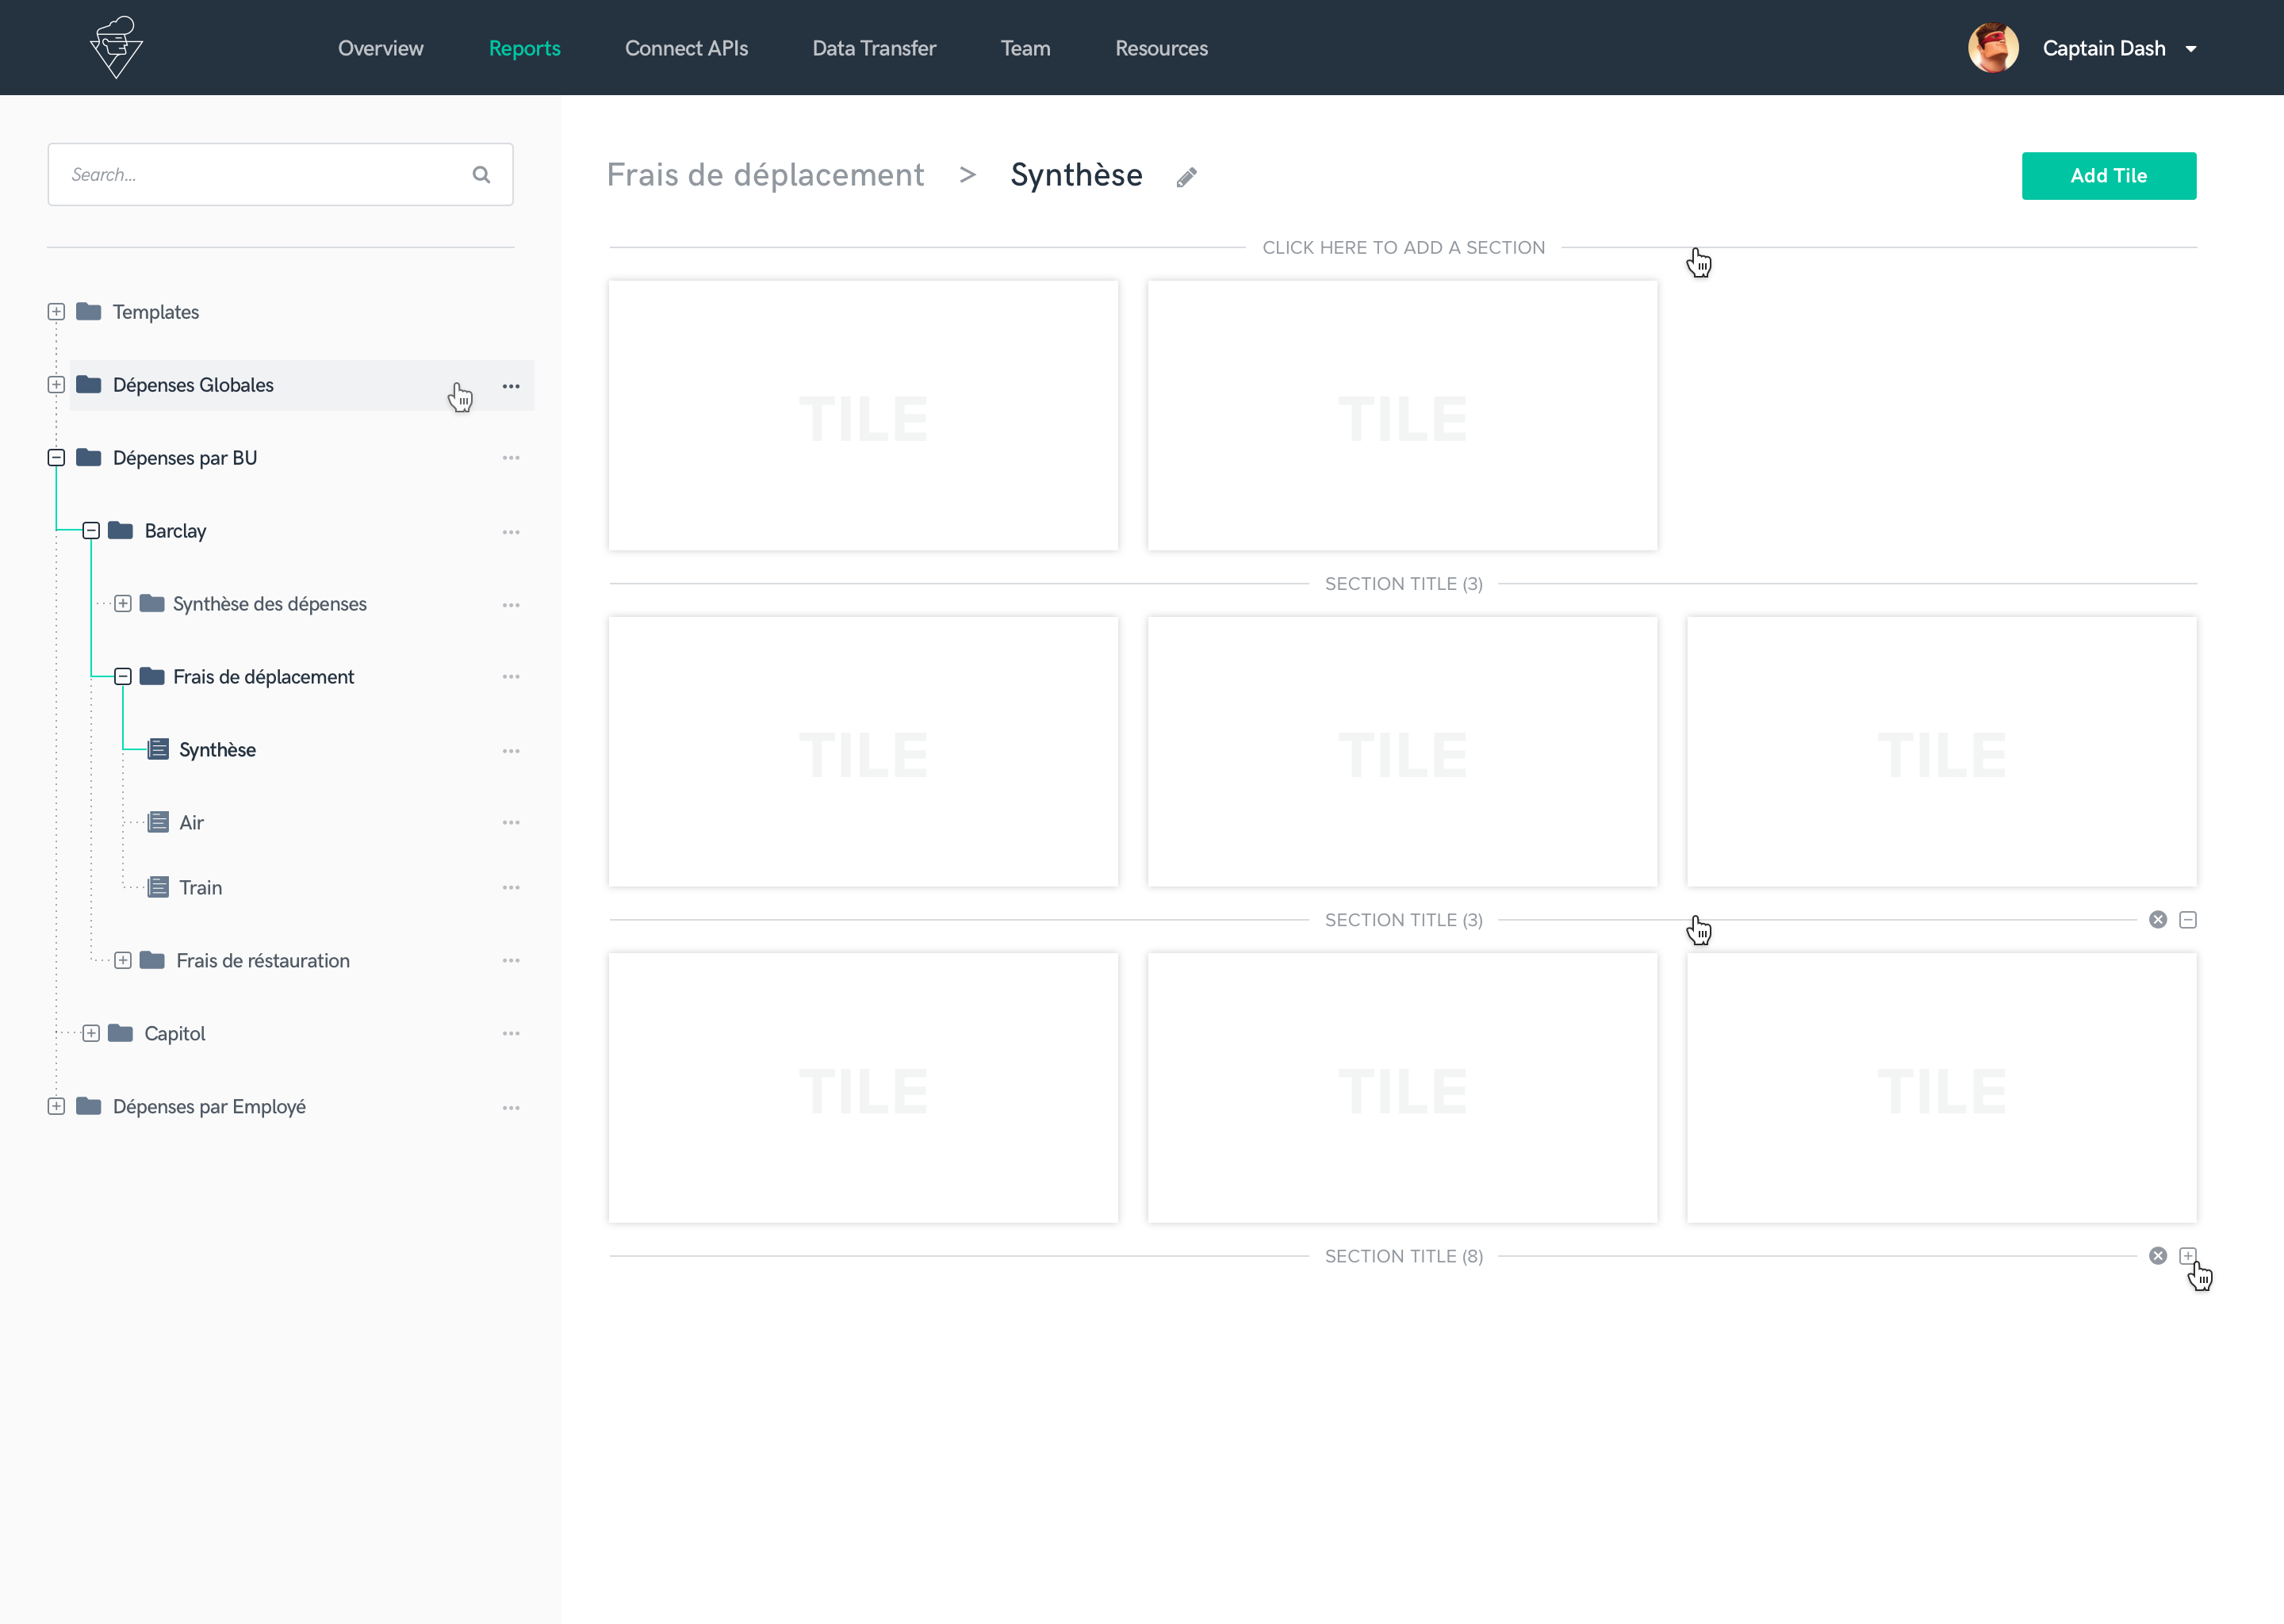 Overview Reports Connect APIs Data Transfer Team Resources Captain Dash
Search...
Templates
Dépenses Globales
Dépenses par BU
Barclay
Synthèse des dépenses
Frais de déplacement
Synthèse
Air
Train
Frais de réstauration
Capitol
Dépenses par Employé
Frais de déplacement > Synthèse
Add Tile
CLICK HERE TO ADD A SECTION
TILE TILE
SECTION TITLE (3)
TILE TILE TILE
SECTION TITLE (3)
TILE TILE TILE
SECTION TITLE (8)